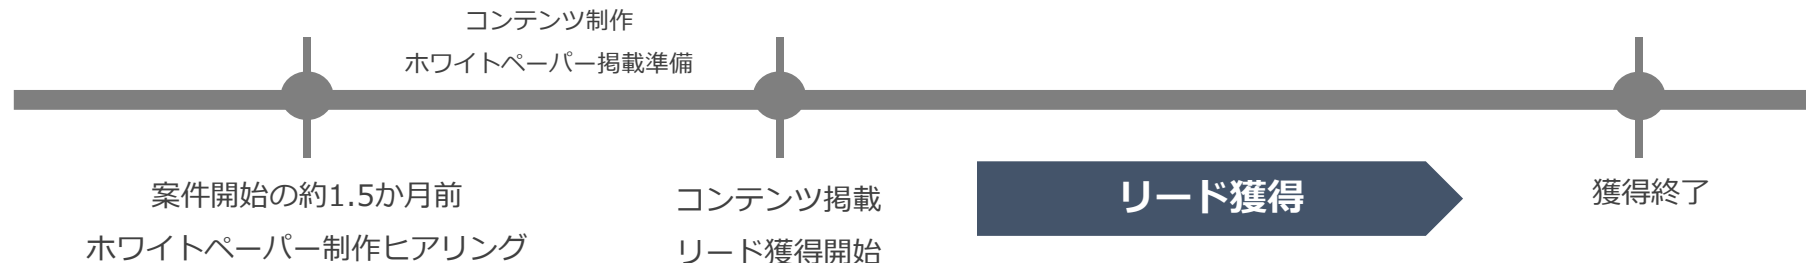 コンテンツ制作
ホワイトペーパー掲載準備
案件開始の約1.5か月前
ホワイトペーパー制作ヒアリング
コンテンツ掲載
リード獲得開始
リード獲得
獲得終了